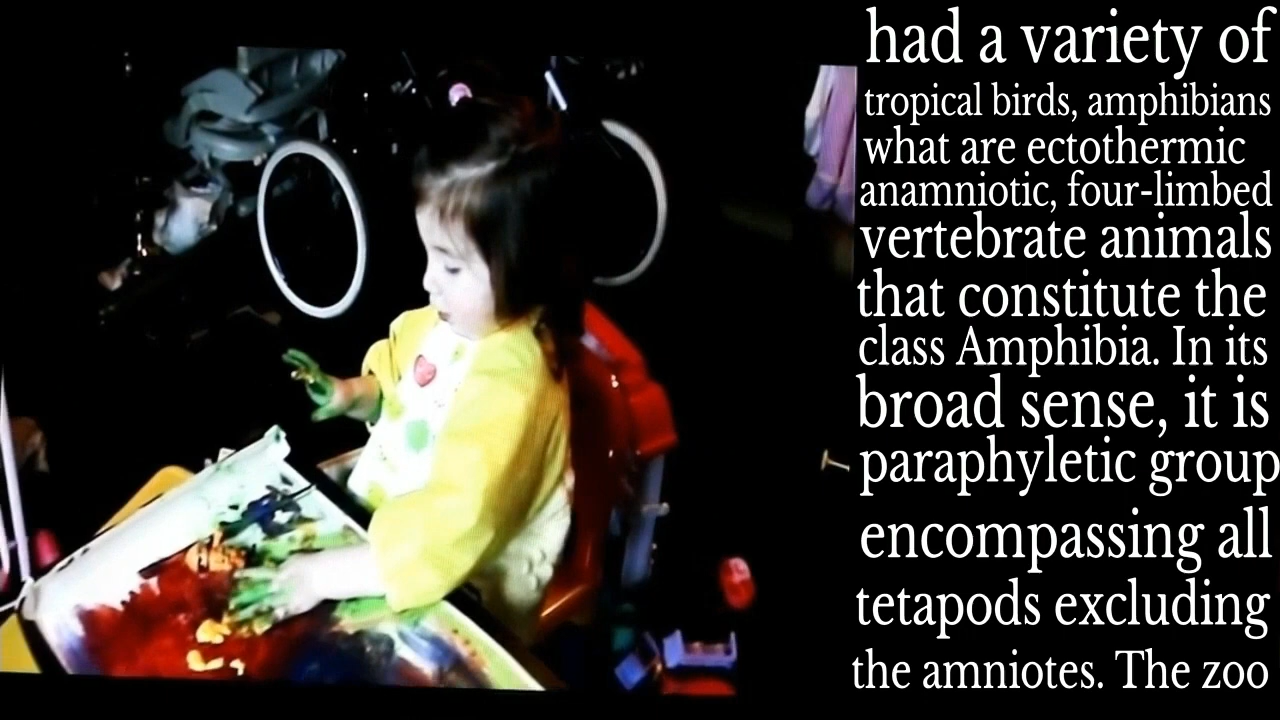 had a variety of
tropical birds, amphibians
what are ectothermic
anamniotic, four-limbed
vertebrate animals
that constitute the
class Amphibia. In its
broad sense, it is
paraphyletic group
encompassing all
tetapods excluding
the amniotes. The zoo